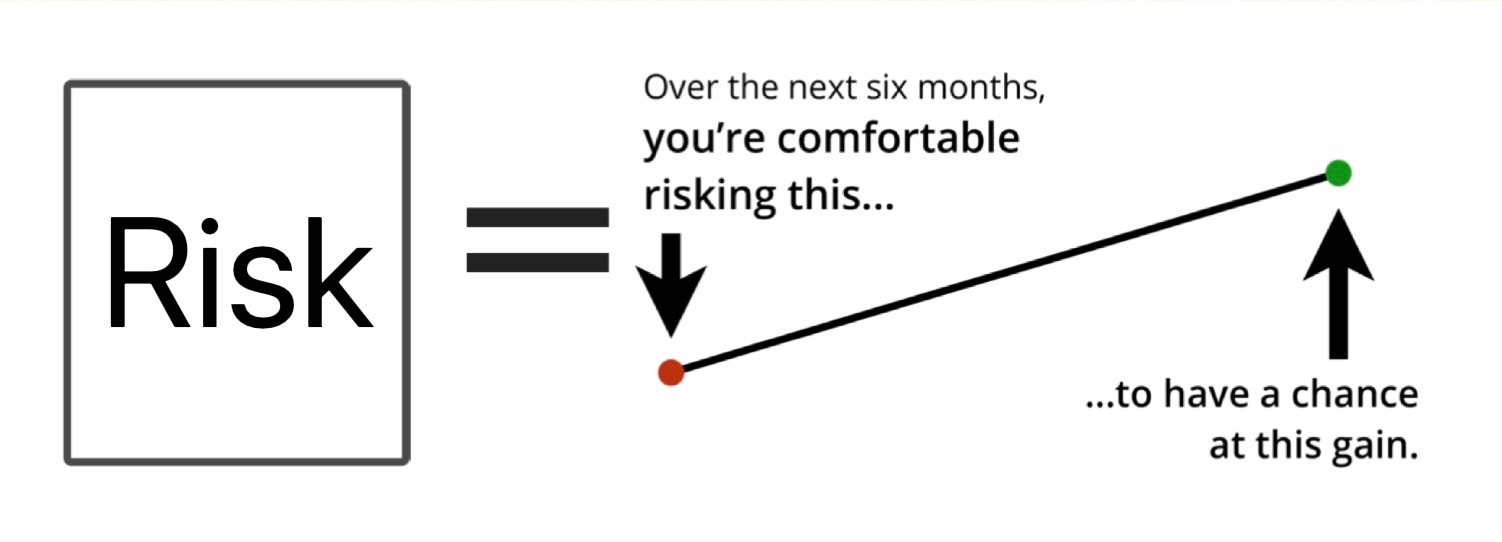 Risk
Over the next six months,
you’re comfortable
risking this...
...to have a chance
at this gain.